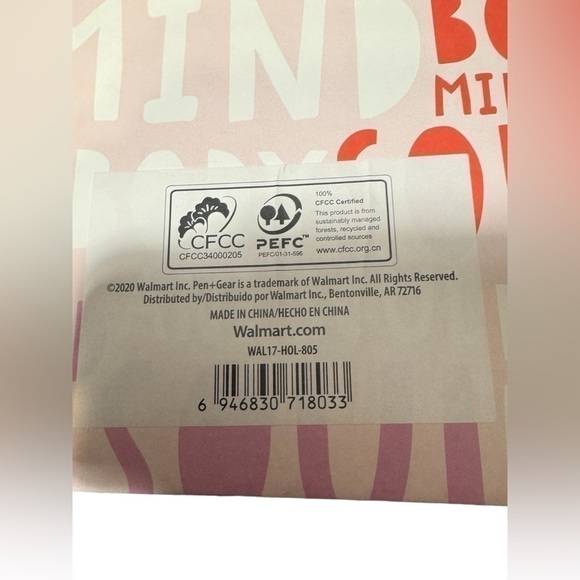 MIND
BODY
CFCC
CFCC34000205
PEFC™
PEFC/01-31-596
100%
CFCC Certified
This product is from
sustainably managed
forests, recycled and
controlled sources
www.cfcc.org.cn
©2020 Walmart Inc. Pen+Gear is a trademark of Walmart Inc. All Rights Reserved.
Distributed by/Distribuido por Walmart Inc., Bentonville, AR 72716
MADE IN CHINA/HECHO EN CHINA
Walmart.com
WAL17-HOL-805
6 946830 718033